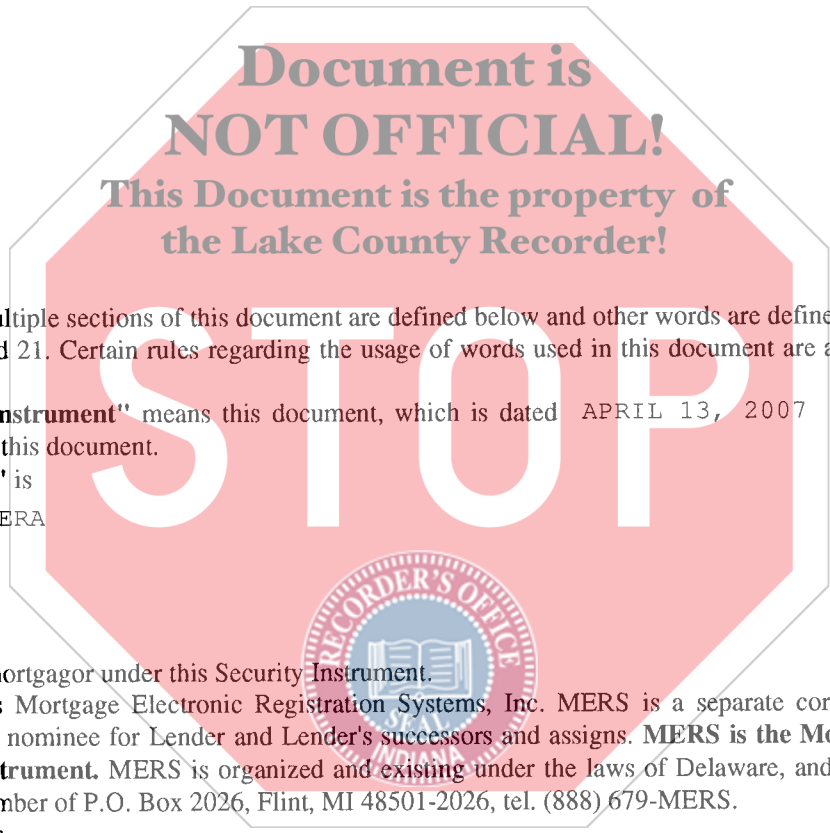 Document is
NOT OFFICIAL!
This Document is the property of
the Lake County Recorder!
ltiple sections of this document are defined below and other words are define
d 21. Certain rules regarding the usage of words used in this document are a
STOP
nstrument" means this document, which is dated APRIL 13, 2007
this document.
" is
ERA
RECORDER'S OFFICE
SEAL
INDIANA
ortgagor under this Security Instrument.
s Mortgage Electronic Registration Systems, Inc. MERS is a separate cor
nominee for Lender and Lender's successors and assigns. MERS is the Mo
trument. MERS is organized and existing under the laws of Delaware, and
mber of P.O. Box 2026, Flint, MI 48501-2026, tel. (888) 679-MERS.